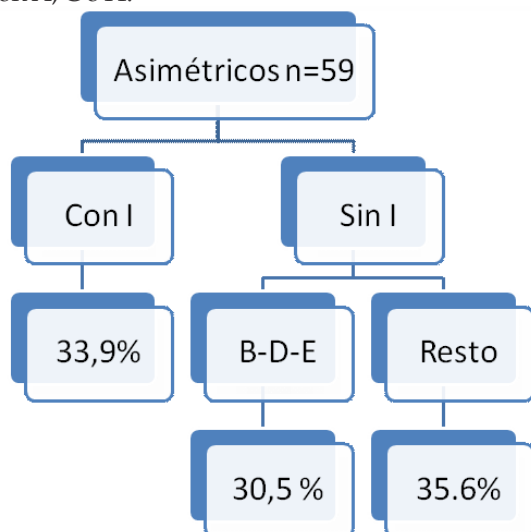 Asimétricos n=59
Con I
Sin I
33,9%
B-D-E
Resto
30,5 %
35.6%